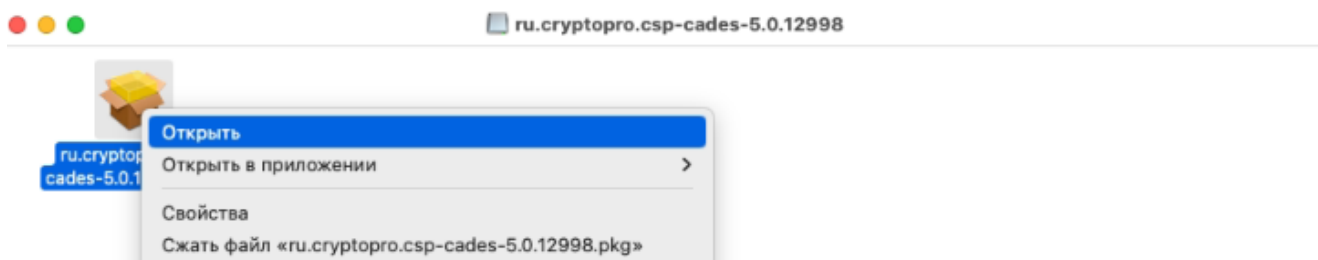 ru.cryptopro.csp-cades-5.0.12998
Открыть
ru.cryptop
Открыть в приложении
cades-5.0.1
Свойства
Сжать файл «ru.cryptopro.csp-cades-5.0.12998.pkg»